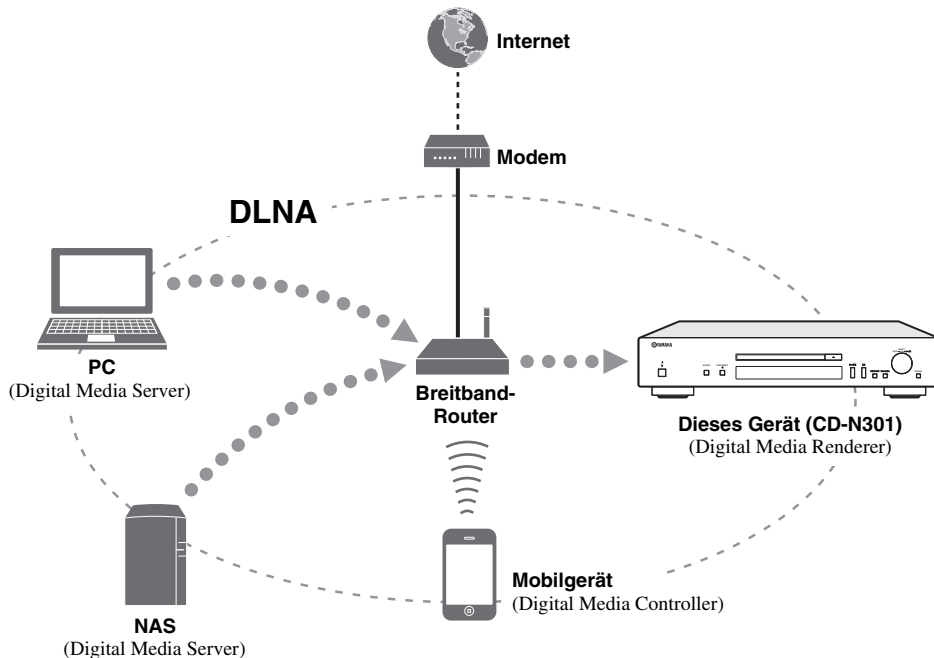 Internet
Modem
DLNA
PC
(Digital Media Server)
Breitband-
Router
YAMAHA
Dieses Gerät (CD-N301)
(Digital Media Renderer)
Mobilgerät
(Digital Media Controller)
NAS
(Digital Media Server)